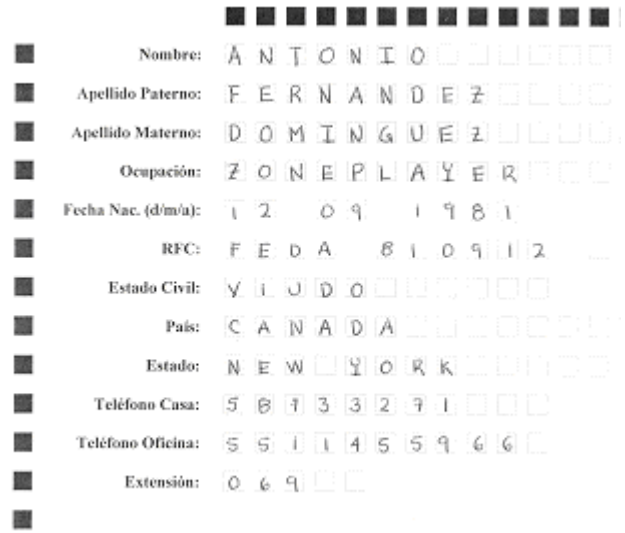 Nombre: ANTONIO
Apellido Paterno: FERNANDEZ
Apellido Materno: DOMINGUEZ
Ocupación: ZONEPLAYER
Fecha Nac. (d/m/a): 12 09 1981
RFC: FEDA 810912
Estado Civil: ViUDO
País: CANADA
Estado: NEW YORK
Teléfono Casa: 58733271
Teléfono Oficina: 5511455966
Extensión: 069